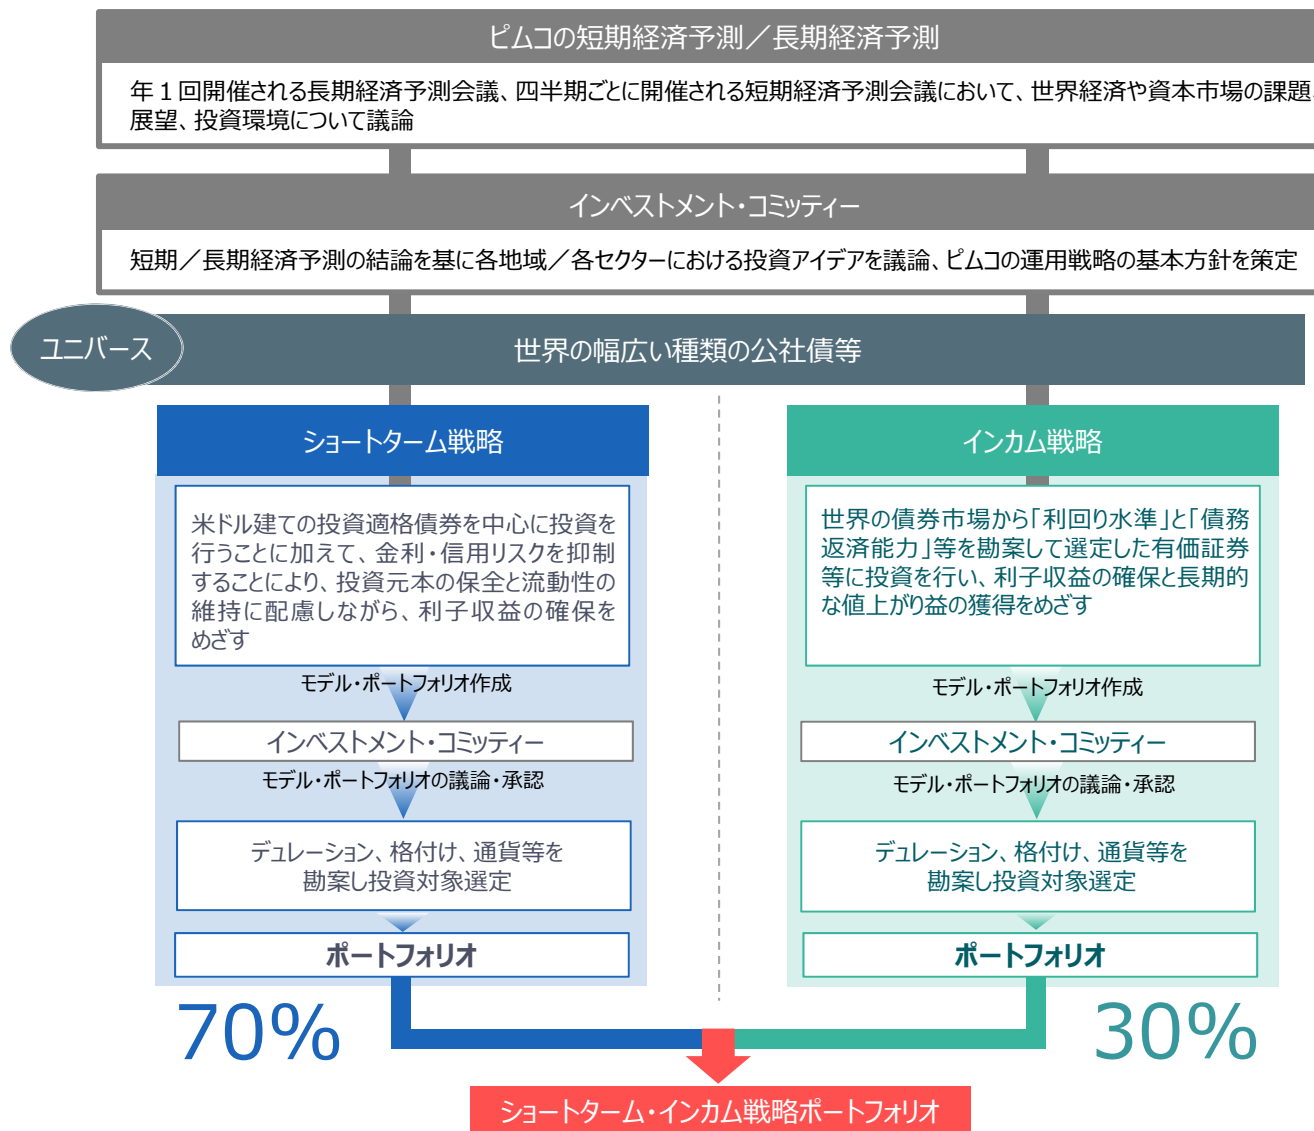 ピムコの短期経済予測／長期経済予測
年１回開催される長期経済予測会議、四半期ごとに開催される短期経済予測会議において、世界経済や資本市場の課題、
展望、投資環境について議論
インベストメント・コミッティー
短期／長期経済予測の結論を基に各地域／各セクターにおける投資アイデアを議論、ピムコの運用戦略の基本方針を策定
ユニバース
世界の幅広い種類の公社債等
ショートターム戦略
米ドル建ての投資適格債券を中心に投資を
行うことに加えて、金利・信用リスクを抑制
することにより、投資元本の保全と流動性の
維持に配慮しながら、利子収益の確保を
めざす
モデル・ポートフォリオ作成
インベストメント・コミッティー
モデル・ポートフォリオの議論・承認
デュレーション、格付け、通貨等を
勘案し投資対象選定
ポートフォリオ
70%
インカム戦略
世界の債券市場から「利回り水準」と「債務
返済能力」等を勘案して選定した有価証券
等に投資を行い、利子収益の確保と長期的
な値上がり益の獲得をめざす
モデル・ポートフォリオ作成
インベストメント・コミッティー
モデル・ポートフォリオの議論・承認
デュレーション、格付け、通貨等を
勘案し投資対象選定
ポートフォリオ
30%
ショートターム・インカム戦略ポートフォリオ